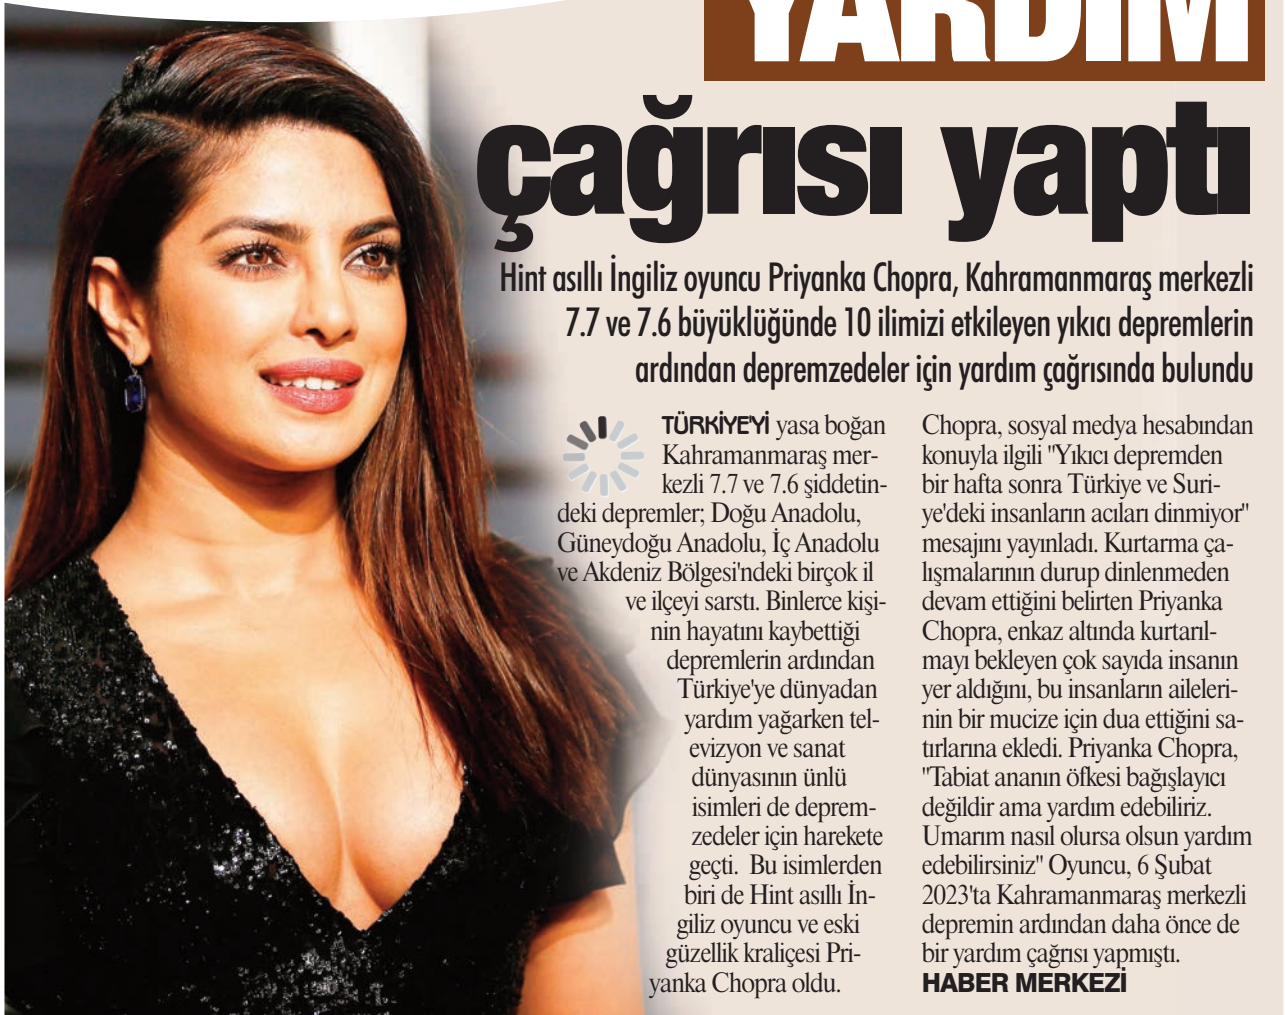 YARDIM
çağrısı yaptı
Hint asıllı İngiliz oyuncu Priyanka Chopra, Kahramanmaraş merkezli
7.7 ve 7.6 büyüklüğünde 10 ilimizi etkileyen yıkıcı depremlerin
ardından depremzedeler için yardım çağrısında bulundu
TÜRKİYE'Yİ yasa boğan
Kahramanmaraş mer-
kezli 7.7 ve 7.6 şiddetin-
deki depremler; Doğu Anadolu,
Güneydoğu Anadolu, İç Anadolu
ve Akdeniz Bölgesi'ndeki birçok il
ve ilçeyi sarstı. Binlerce kişi-
nin hayatını kaybettiği
depremlerin ardından
Türkiye'ye dünyadan
yardım yağarken tel-
evizyon ve sanat
dünyasının ünlü
isimleri de deprem-
zedeler için harekete
geçti. Bu isimlerden
biri de Hint asıllı İn-
giliz oyuncu ve eski
güzellik kraliçesi Pri-
yanka Chopra oldu.
Chopra, sosyal medya hesabından
konuyla ilgili "Yıkıcı depremden
bir hafta sonra Türkiye ve Suri-
ye'deki insanların acıları dinmiyor"
mesajını yayınladı. Kurtarma ça-
lışmalarının durup dinlenmeden
devam ettiğini belirten Priyanka
Chopra, enkaz altında kurtarıl-
mayı bekleyen çok sayıda insanın
yer aldığını, bu insanların aileleri-
nin bir mucize için dua ettiğini sa-
tırlarına ekledi. Priyanka Chopra,
"Tabiat ananın öfkesi bağışlayıcı
değildir ama yardım edebiliriz.
Umarım nasıl olursa olsun yardım
edebilirsiniz" Oyuncu, 6 Şubat
2023'ta Kahramanmaraş merkezli
depremin ardından daha önce de
bir yardım çağrısı yapmıştı.
HABER MERKEZİ